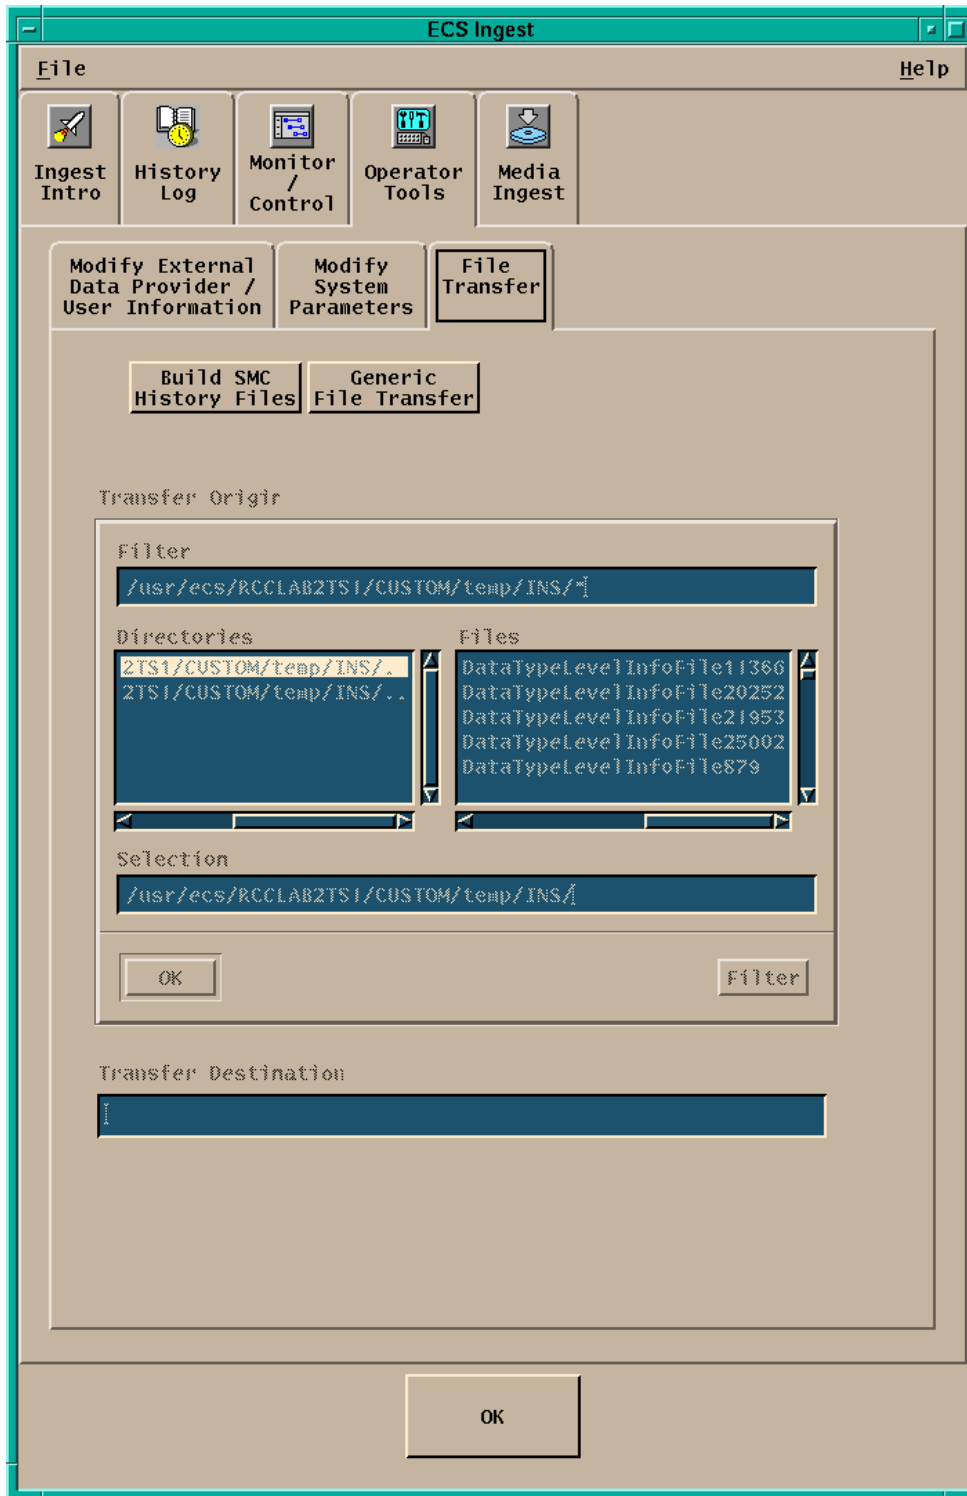 ECS Ingest
File Help
Ingest Intro
History Log
Monitor / Control
Operator Tools
Media Ingest
Modify External Data Provider / User Information
Modify System Parameters
File Transfer
Build SMC History Files
Generic File Transfer
Transfer Origin
Filter
/usr/ecs/RCCLAB2TS1/CUSTOM/temp/INS/*
Directories Files
2TS1/CUSTOM/temp/INS/.
2TS1/CUSTOM/temp/INS/..
DataTypeLevelInfoFile11366
DataTypeLevelInfoFile20252
DataTypeLevelInfoFile21953
DataTypeLevelInfoFile25002
DataTypeLevelInfoFile879
Selection
/usr/ecs/RCCLAB2TS1/CUSTOM/temp/INS/
OK Filter
Transfer Destination
OK